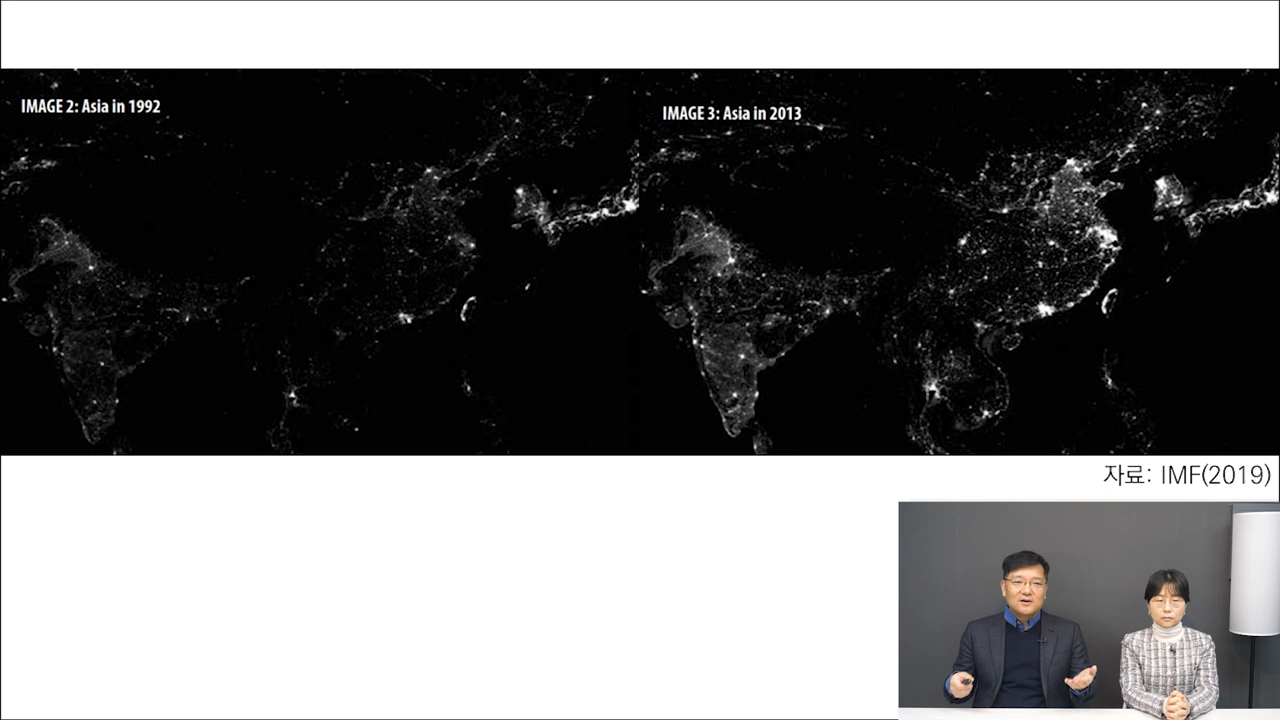 IMAGE 2: Asia in 1992
IMAGE 3: Asia in 2013
자료: IMF(2019)